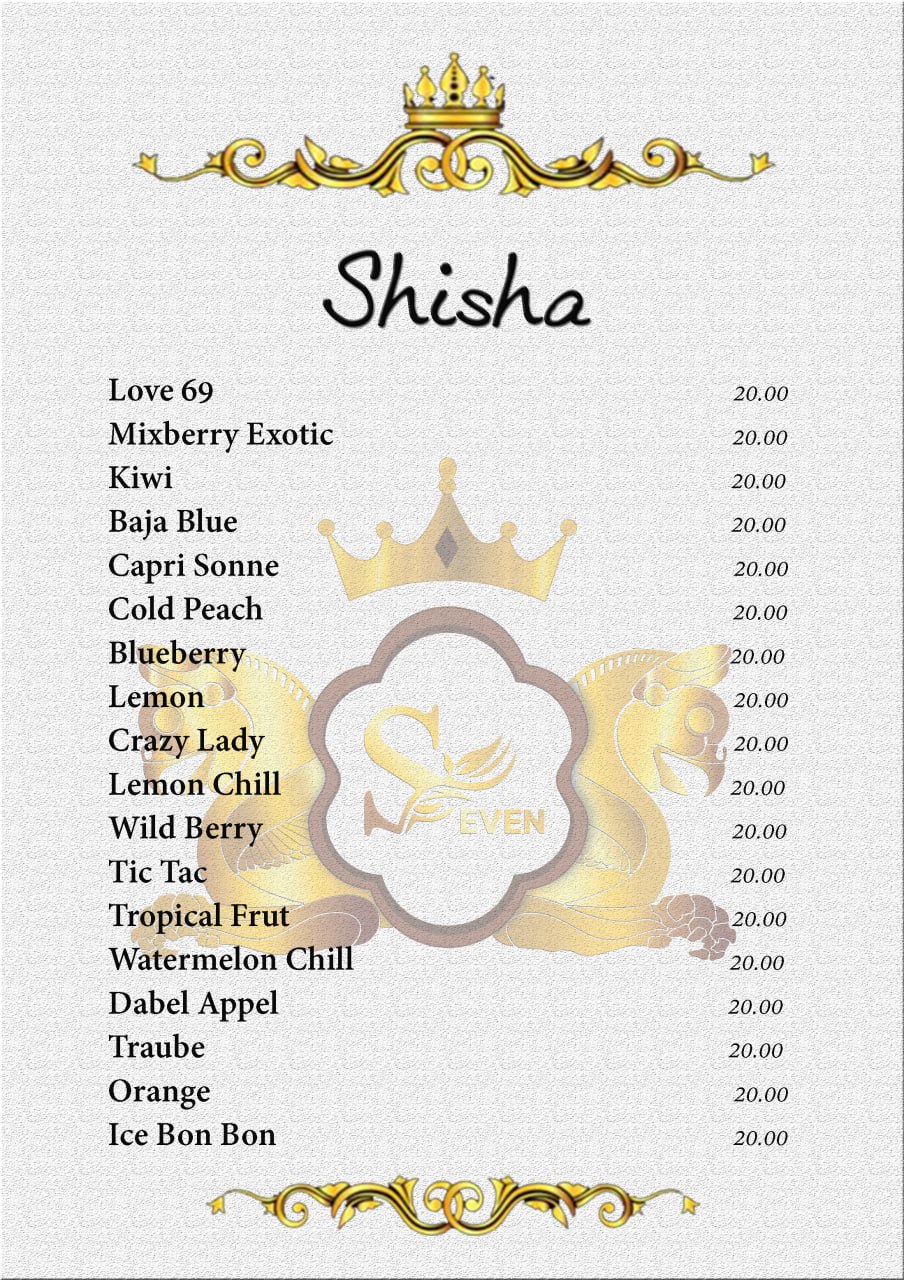 Shisha
Love 69 20.00
Mixberry Exotic 20.00
Kiwi 20.00
Baja Blue 20.00
Capri Sonne 20.00
Cold Peach 20.00
Blueberry 20.00
Lemon 20.00
Crazy Lady 20.00
Lemon Chill 20.00
SEVEN
Wild Berry 20.00
Tic Tac 20.00
Tropical Frut 20.00
Watermelon Chill 20.00
Dabel Appel 20.00
Traube 20.00
Orange 20.00
Ice Bon Bon 20.00